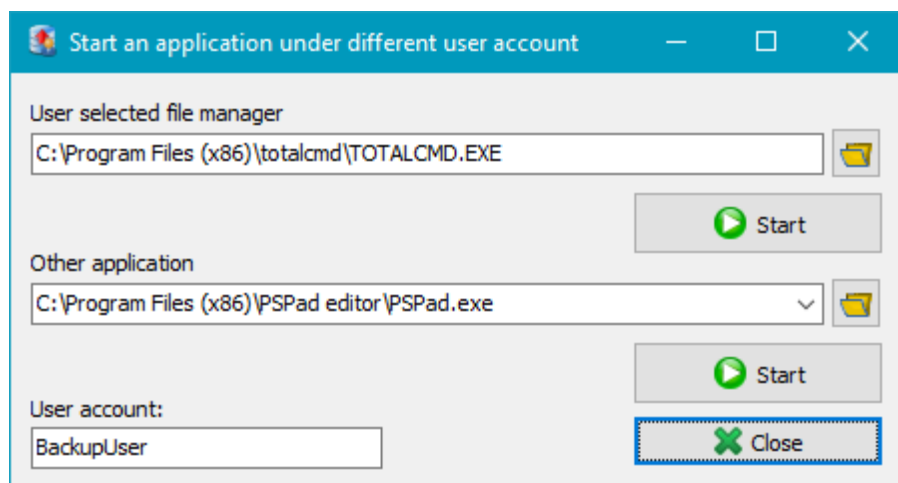 Start an application under different user account
User selected file manager
C:\Program Files (x86)\totalcmd\TOTALCMD.EXE
Start
Other application
C:\Program Files (x86)\PSPad editor\PSPad.exe
Start
User account:
BackupUser
Close